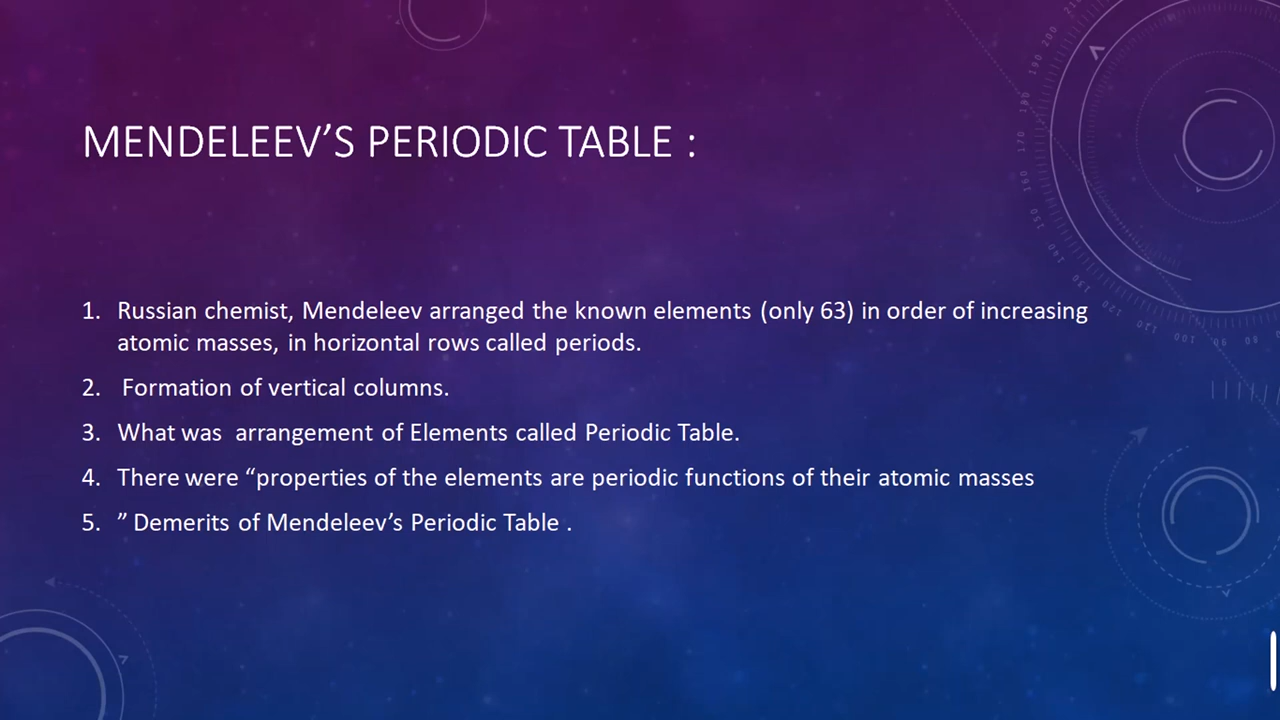 MENDELEEV’S PERIODIC TABLE :
1. Russian chemist, Mendeleev arranged the known elements (only 63) in order of increasing
atomic masses, in horizontal rows called periods.
2. Formation of vertical columns.
3. What was arrangement of Elements called Periodic Table.
4. There were “properties of the elements are periodic functions of their atomic masses
5. ” Demerits of Mendeleev’s Periodic Table .